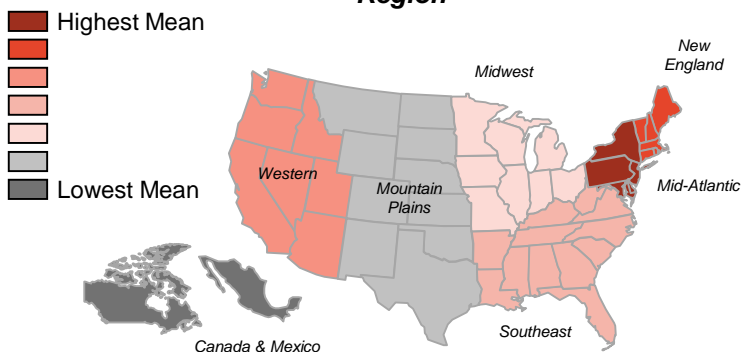 Region
Highest Mean
New
England
Midwest
Western
Mountain
Plains
Mid-Atlantic
Lowest Mean
Southeast
Canada & Mexico